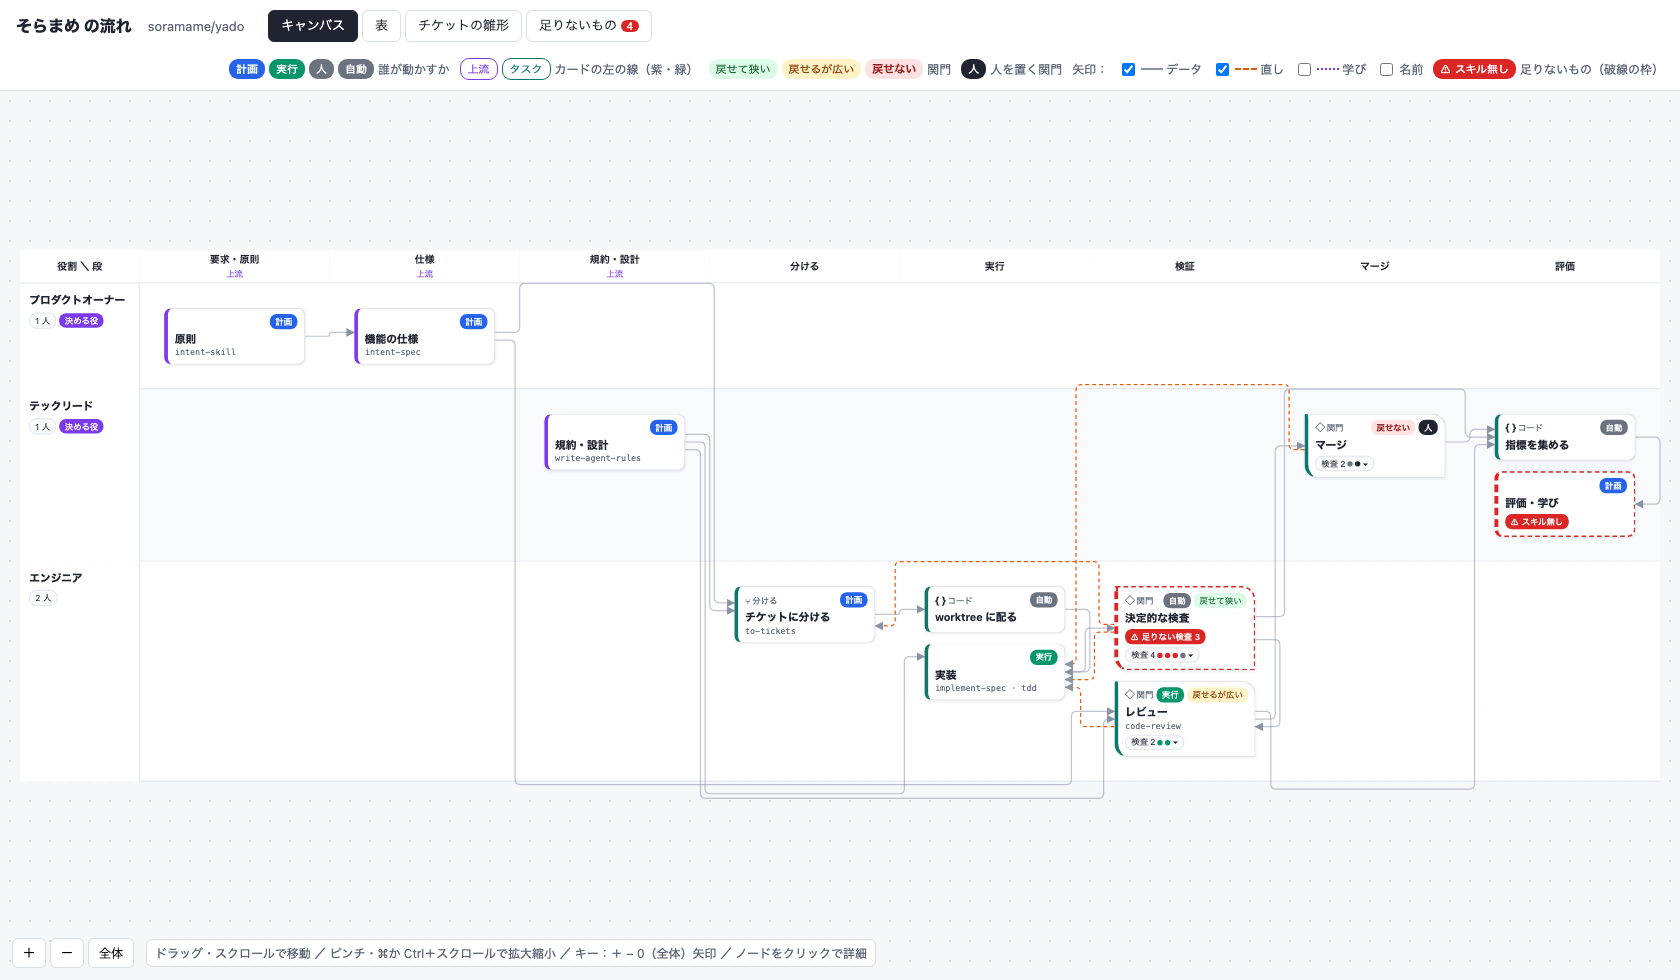 そらまめ の流れ soramame/yado キャンバス 表 チケットの雛形 足りないもの 4
計画 実行 人 自動 誰が動かすか 上流 タスク カードの左の線（紫・緑） 戻せて狭い 戻せるが広い 戻せない 関門 人 人を置く関門 矢印： データ 直し 学び 名前 ⚠ スキル無し 足りないもの（破線の枠）
役割 ＼ 段 要求・原則 仕様 規約・設計 分ける 実行 検証 マージ 評価
上流 上流 上流
プロダクトオーナー
1 人 決める役
計画
原則
intent-skill
計画
機能の仕様
intent-spec
テックリード
1 人 決める役
計画
規約・設計
write-agent-rules
◇関門 戻せない 人
マージ
検査 2
{ } コード 自動
指標を集める
計画
評価・学び
⚠ スキル無し
エンジニア
2 人
分ける 計画
チケットに分ける
to-tickets
{ } コード 自動
worktree に配る
実行
実装
implement-spec · tdd
◇関門 自動 戻せて狭い
決定的な検査
⚠ 足りない検査 3
検査 4
◇関門 実行 戻せるが広い
レビュー
code-review
検査 2
＋ − 全体 ドラッグ・スクロールで移動 ／ ピンチ・⌘か Ctrl＋スクロールで拡大縮小 ／ キー：＋ − 0（全体）矢印 ／ ノードをクリックで詳細